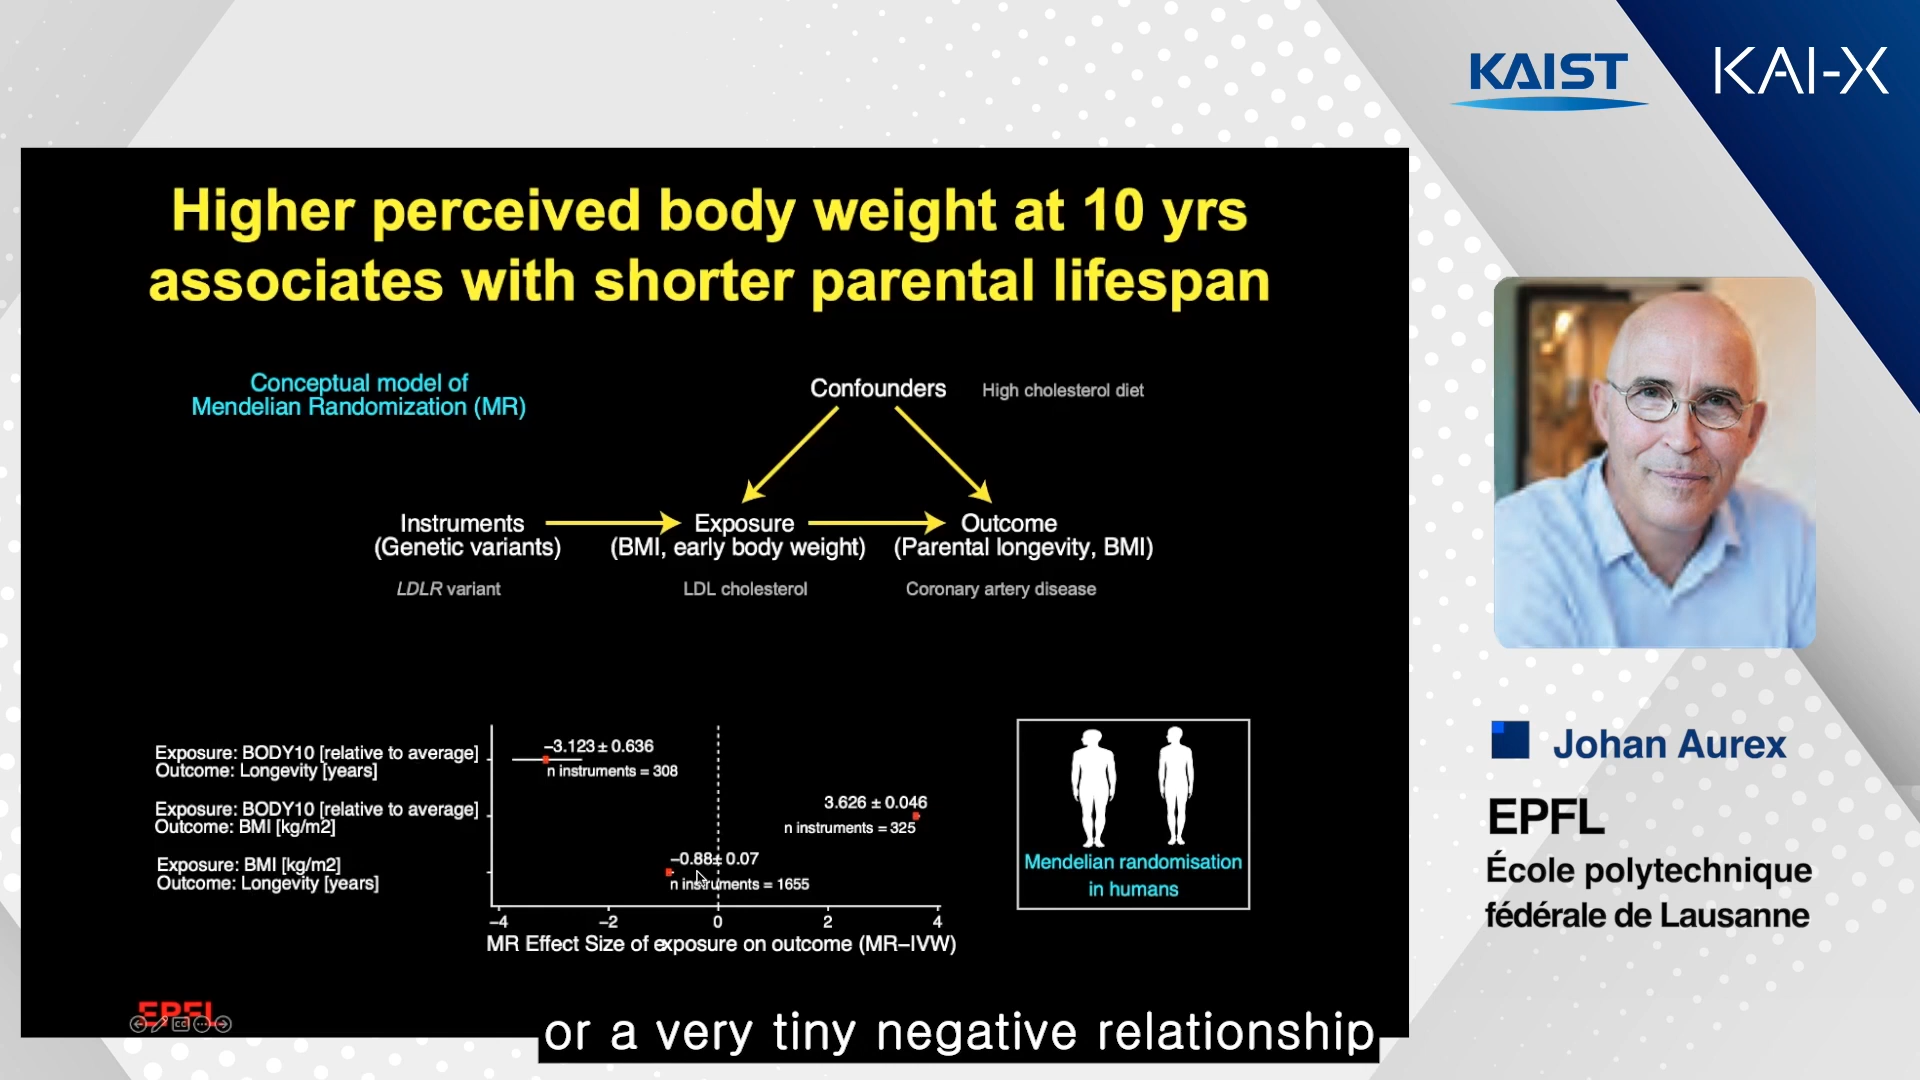 KAIST
KAI-X
Higher perceived body weight at 10 yrs
associates with shorter parental lifespan
Conceptual model of
Mendelian Randomization (MR)
Confounders
High cholesterol diet
Instruments
(Genetic variants)
Exposure
(BMI, early body weight)
Outcome
(Parental longevity, BMI)
LDLR variant
LDL cholesterol
Coronary artery disease
Exposure: BODY10 [relative to average]
Outcome: Longevity [years]
−3.123 ± 0.636
n instruments = 308
Exposure: BODY10 [relative to average]
Outcome: BMI [kg/m2]
3.626 ± 0.046
n instruments = 325
Exposure: BMI [kg/m2]
Outcome: Longevity [years]
−0.88± 0.07
n instruments = 1655
−4
−2
0
2
4
MR Effect Size of exposure on outcome (MR−IVW)
Mendelian randomisation
in humans
Johan Aurex
EPFL
École polytechnique
fédérale de Lausanne
EPFL
cc
or a very tiny negative relationship